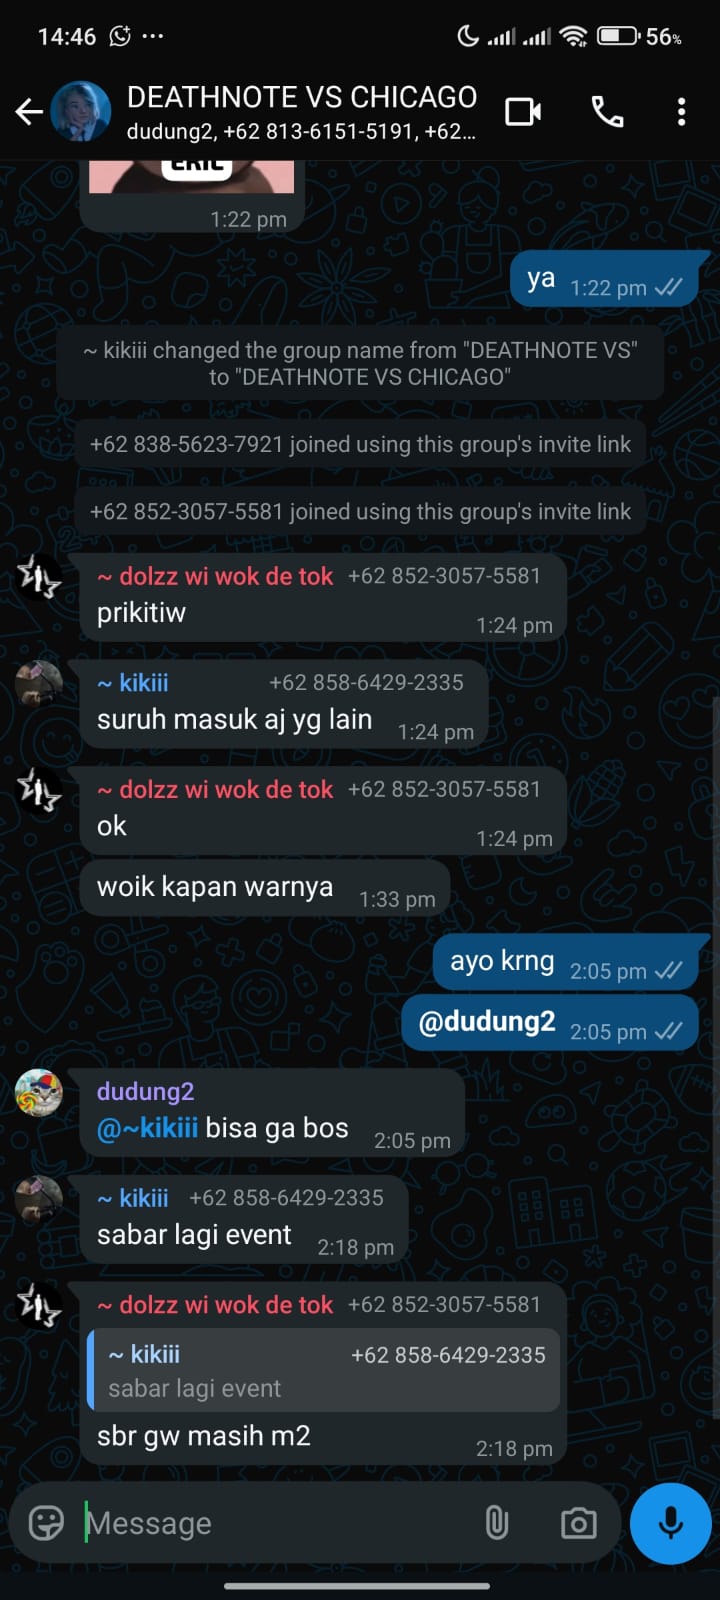 14:46
56%
DEATHNOTE VS CHICAGO
dudung2, +62 813-6151-5191, +62...
1:22 pm
ya 1:22 pm
~ kikiii changed the group name from "DEATHNOTE VS"
to "DEATHNOTE VS CHICAGO"
+62 838-5623-7921 joined using this group's invite link
+62 852-3057-5581 joined using this group's invite link
~ dolzz wi wok de tok +62 852-3057-5581
prikitiw
1:24 pm
~ kikiii +62 858-6429-2335
suruh masuk aj yg lain 1:24 pm
~ dolzz wi wok de tok +62 852-3057-5581
ok
1:24 pm
woik kapan warnya 1:33 pm
ayo krng 2:05 pm
@dudung2 2:05 pm
dudung2
@~kikiii bisa ga bos 2:05 pm
~ kikiii +62 858-6429-2335
sabar lagi event 2:18 pm
~ dolzz wi wok de tok +62 852-3057-5581
~ kikiii +62 858-6429-2335
sabar lagi event
sbr gw masih m2
2:18 pm
Message